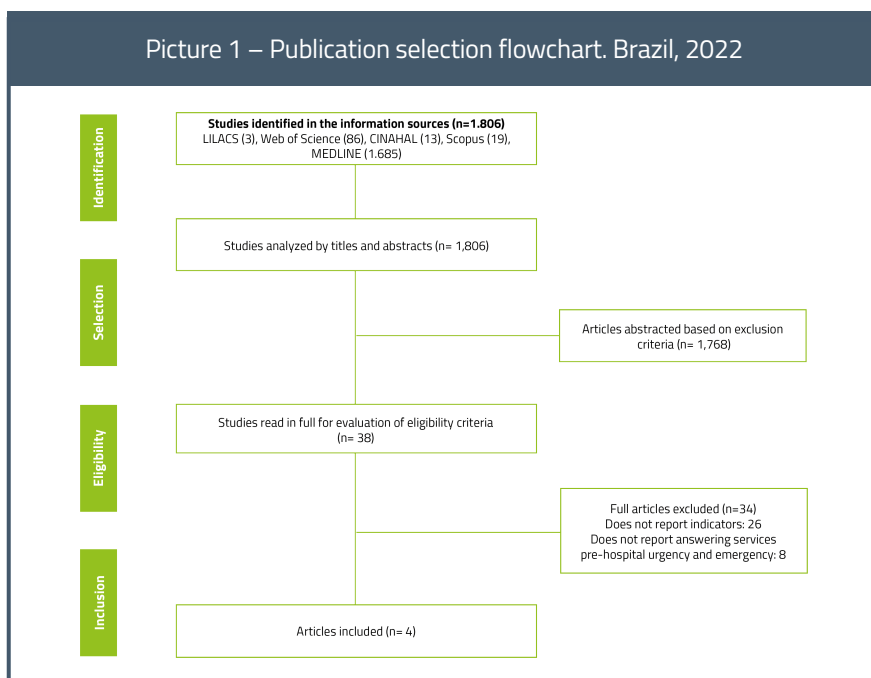 Picture 1 – Publication selection flowchart. Brazil, 2022
Identification
Studies identified in the information sources (n=1.806)
LILACS (3), Web of Science (86), CINAHAL (13), Scopus (19),
MEDLINE (1.685)
Studies analyzed by titles and abstracts (n= 1,806)
Selection
Articles abstracted based on exclusion
criteria (n= 1,768)
Eligibility
Studies read in full for evaluation of eligibility criteria
(n= 38)
Full articles excluded (n=34)
Does not report indicators: 26
Does not report answering services
pre-hospital urgency and emergency: 8
Inclusion
Articles included (n= 4)